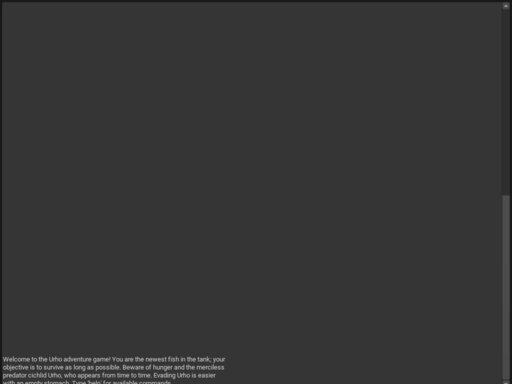 Welcome to the Urho adventure game! You are the newest fish in the tank; your
objective is to survive as long as possible. Beware of hunger and the merciless
predator cichlid Urho, who appears from time to time. Evading Urho is easier
with an empty stomach. Type 'help' for available commands.